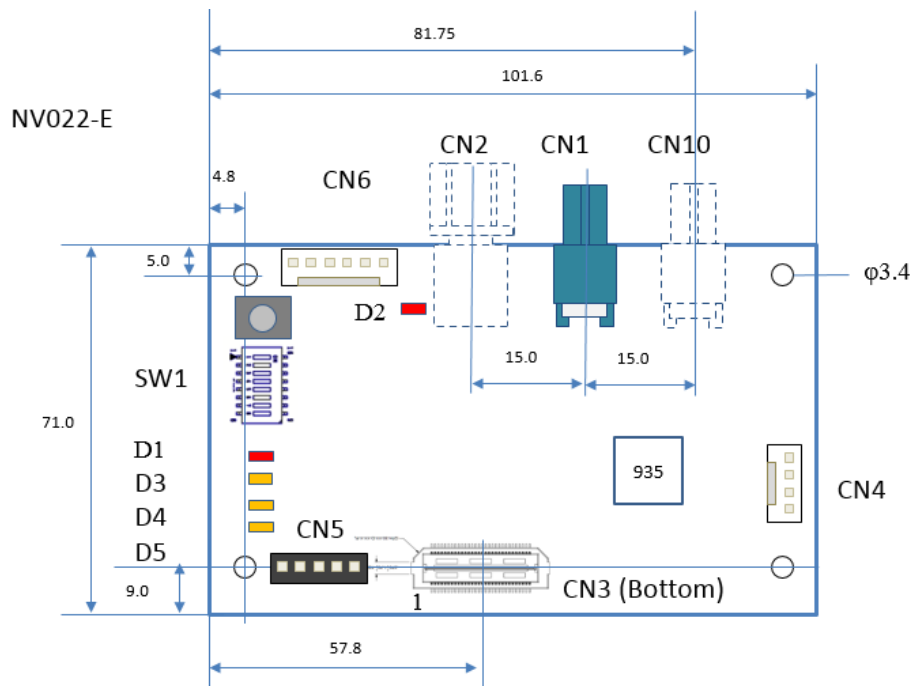 81.75
101.6
NV022-E
CN2
CN1
CN10
4.8
CN6
5.0
φ3.4
D2
15.0
15.0
SW1
71.0
D1
935
D3
CN4
D4
CN5
D5
CN3 (Bottom)
9.0
1
57.8